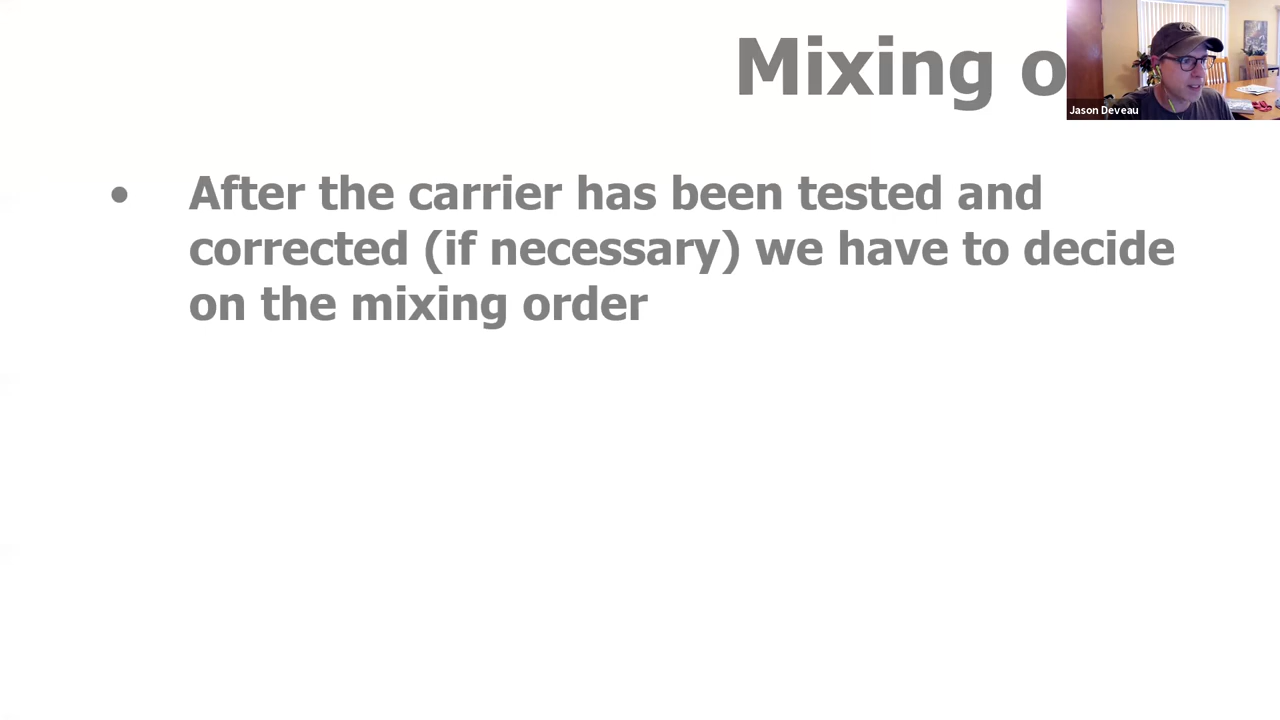 Mixing o
Jason Deveau
• After the carrier has been tested and
corrected (if necessary) we have to decide
on the mixing order